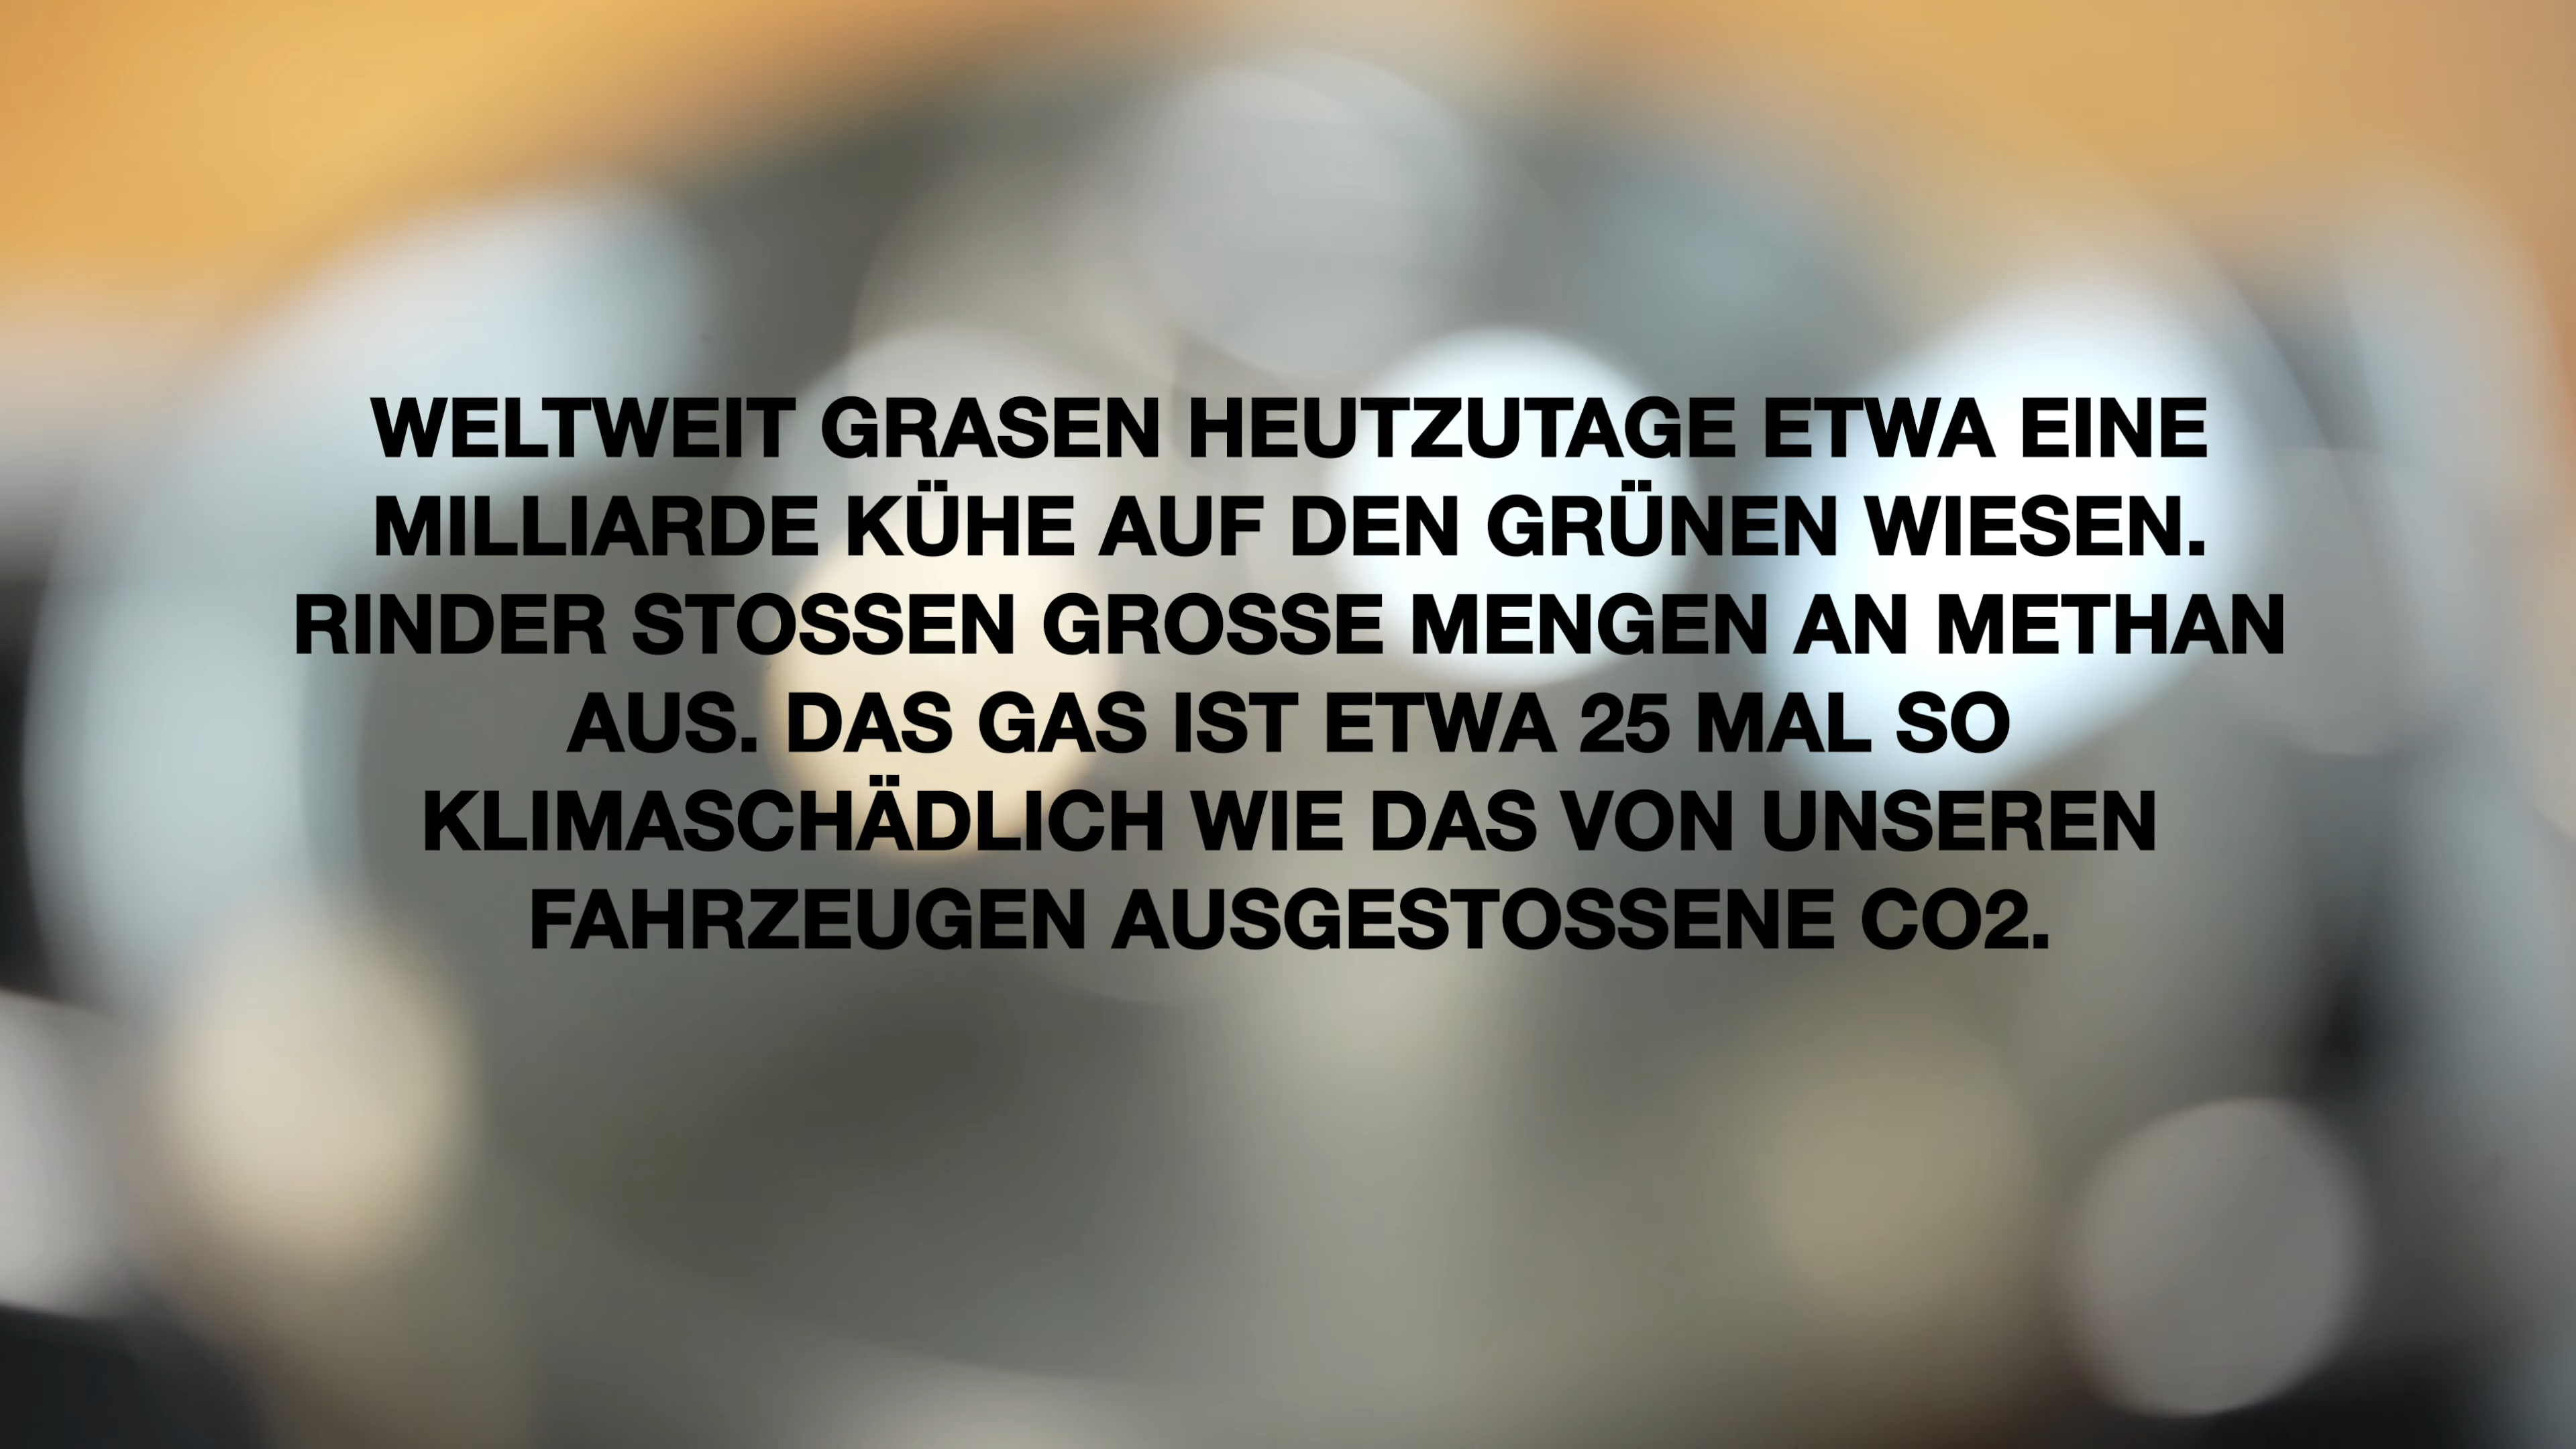 WELTWEIT GRASEN HEUTZUTAGE ETWA EINE
MILLIARDE KÜHE AUF DEN GRÜNEN WIESEN.
RINDER STOSSEN GROSSE MENGEN AN METHAN
AUS. DAS GAS IST ETWA 25 MAL SO
KLIMASCHÄDLICH WIE DAS VON UNSEREN
FAHRZEUGEN AUSGESTOSSENE CO2.